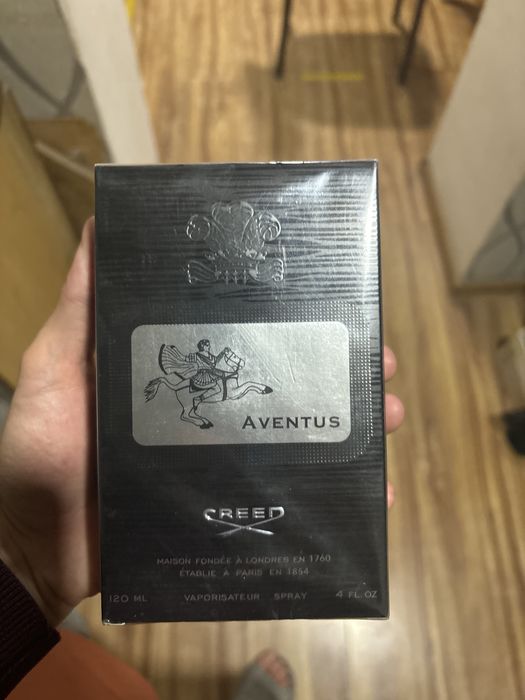 AVENTUS
CREED
MAISON FONDÉE À LONDRES EN 1760
ÉTABLIE À PARIS EN 1854
120 ML VAPORISATEUR SPRAY 4 FL. OZ